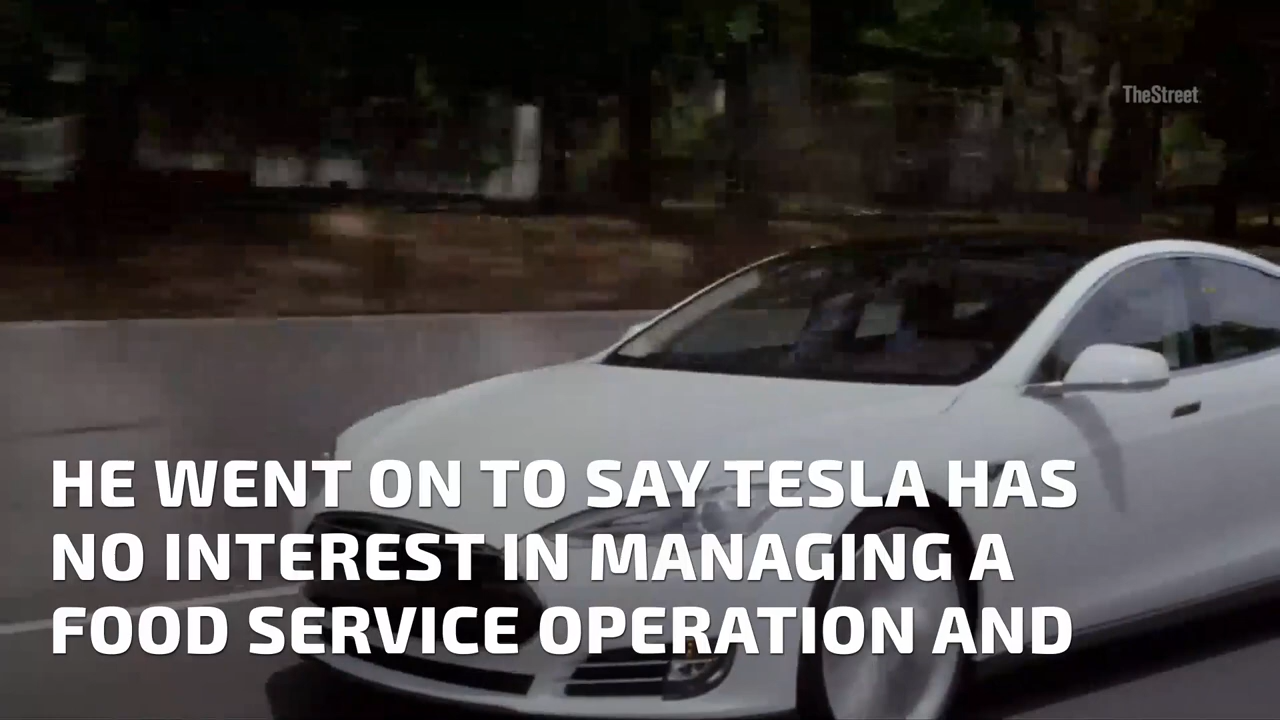 TheStreet
HE WENT ON TO SAY TESLA HAS
NO INTEREST IN MANAGING A
FOOD SERVICE OPERATION AND